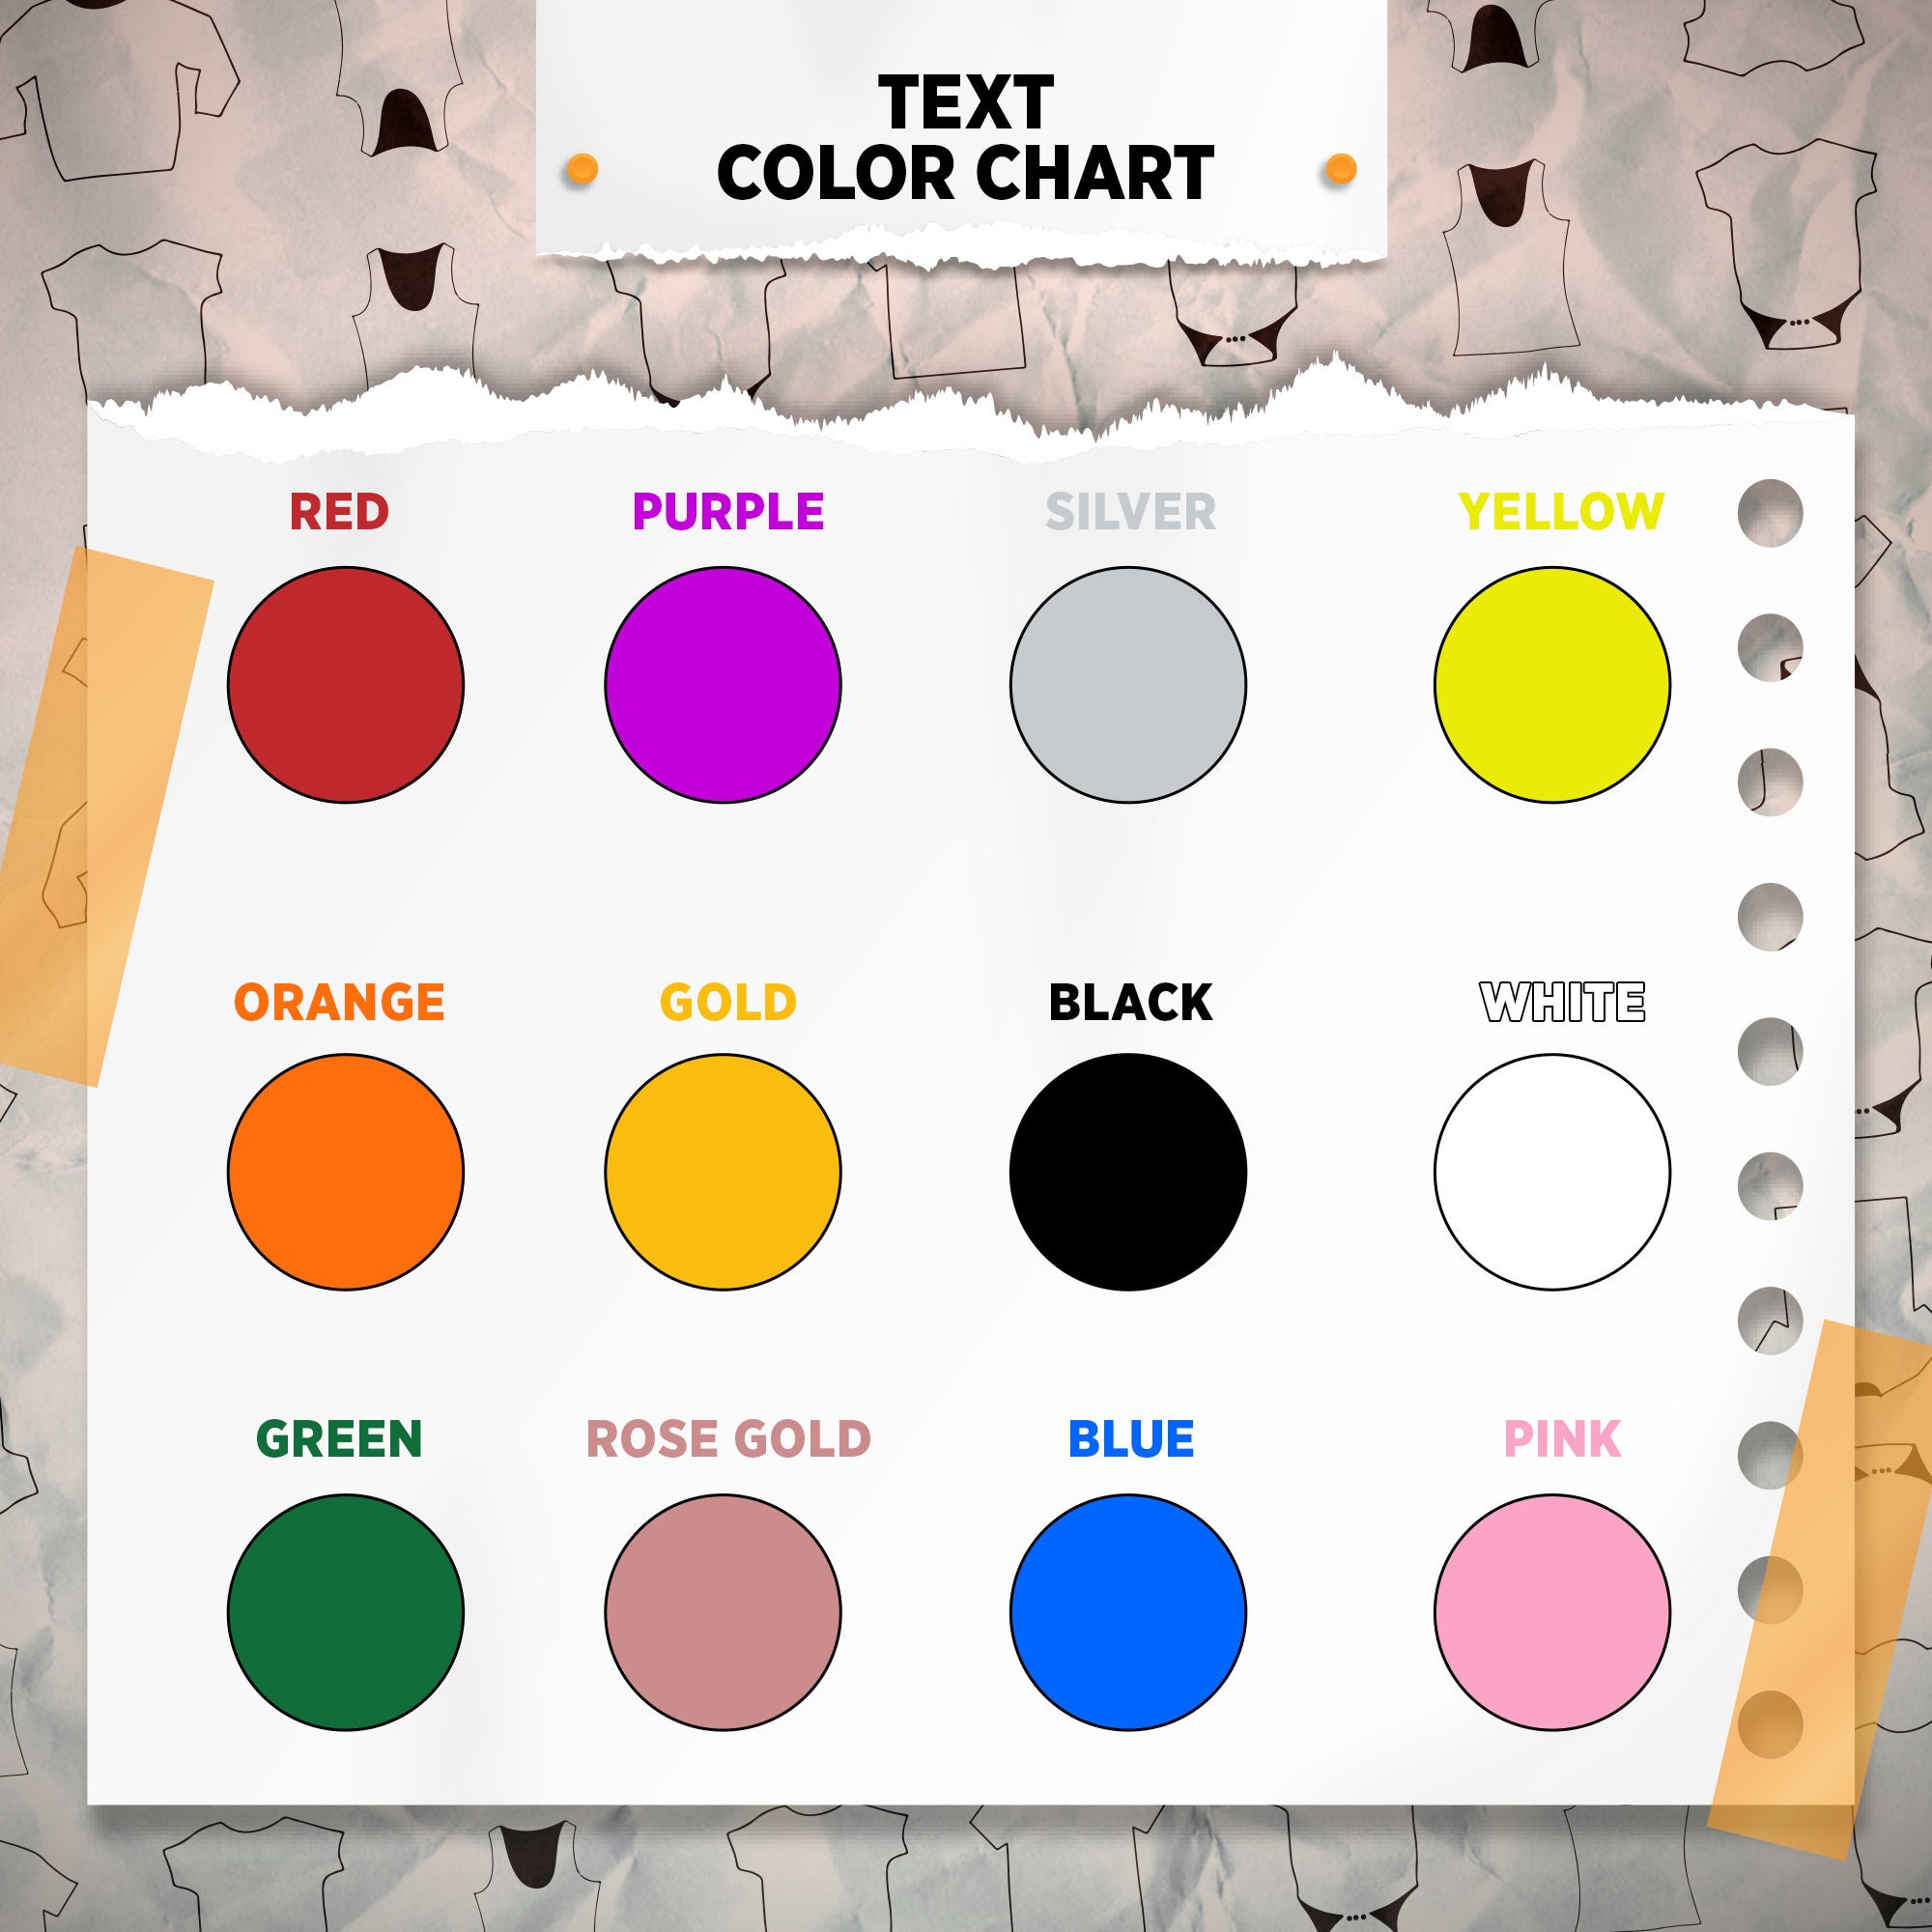 TEXT
COLOR CHART
RED
PURPLE
SILVER
YELLOW
ORANGE
GOLD
BLACK
WHITE
GREEN
ROSE GOLD
BLUE
PINK